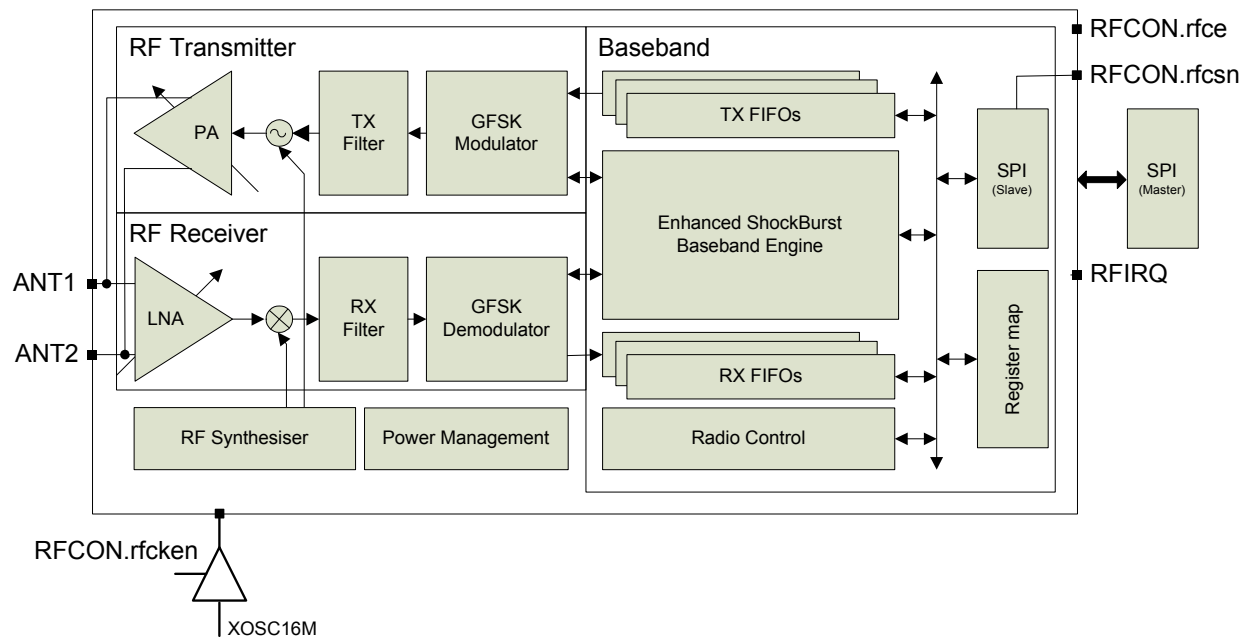 RF Transmitter
Baseband
RFCON.rfce
RFCON.rfcsn
PA
TX
Filter
GFSK
Modulator
TX FIFOs
SPI
(Slave)
SPI
(Master)
Enhanced ShockBurst
Baseband Engine
RF Receiver
ANT1
ANT2
LNA
RX
Filter
GFSK
Demodulator
RFIRQ
RX FIFOs
Register map
RF Synthesiser
Power Management
Radio Control
RFCON.rfcken
XOSC16M